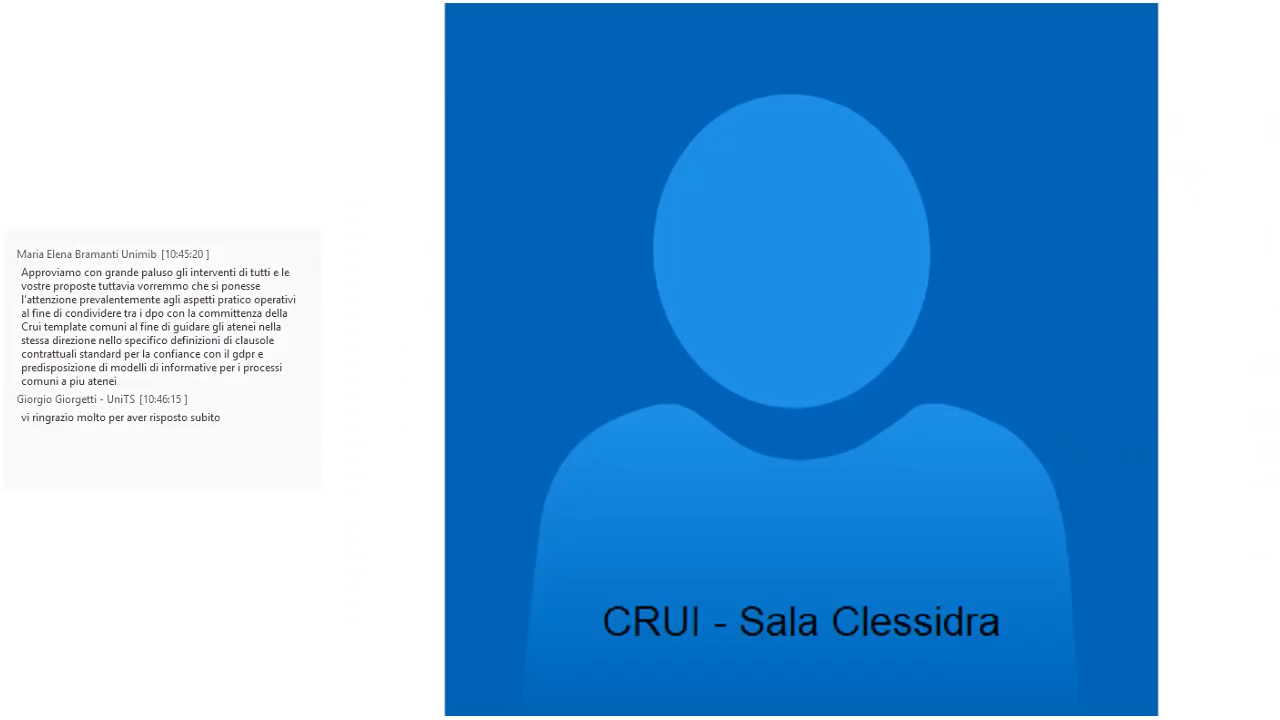 Maria Elena Bramanti Unimib [10:45:20 ]
Approviamo con grande paluso gli interventi di tutti e le
vostre proposte tuttavia vorremmo che si ponesse
l'attenzione prevalentemente agli aspetti pratico operativi
al fine di condividere tra i dpo con la committenza della
Crui template comuni al fine di guidare gli atenei nella
stessa direzione nello specifico definizioni di clausole
contrattuali standard per la confiance con il gdpr e
predisposizione di modelli di informative per i processi
comuni a piu atenei
Giorgio Giorgetti - UniTS [10:46:15 ]
vi ringrazio molto per aver risposto subito
CRUI - Sala Clessidra